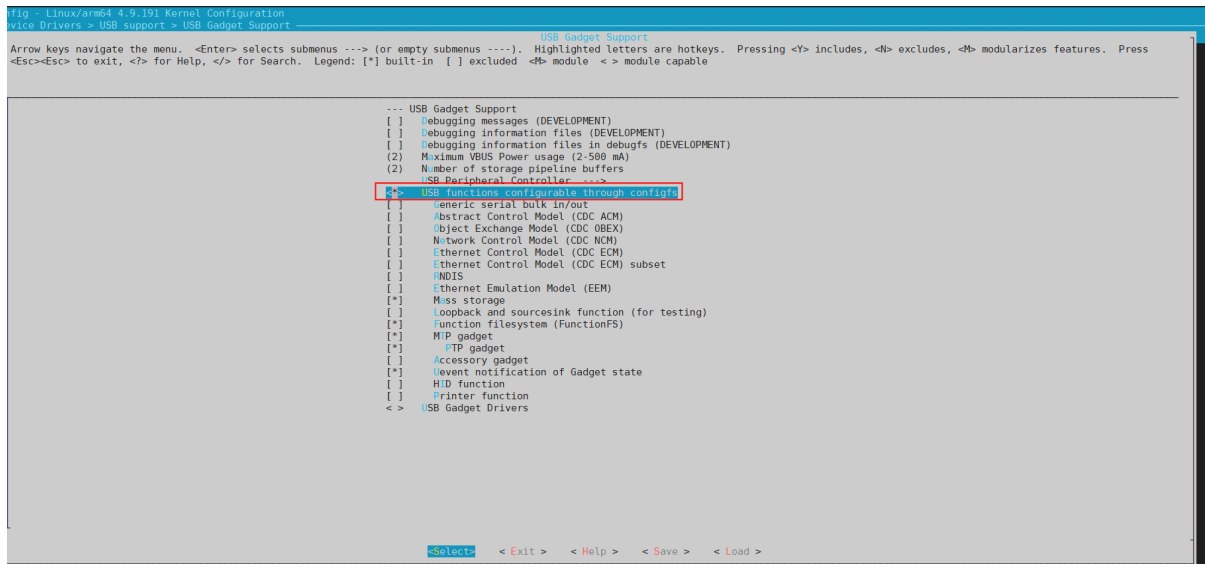 nfig - Linux/arm64 4.9.191 Kernel Configuration
evice Drivers > USB support > USB Gadget Support
USB Gadget Support
Arrow keys navigate the menu. <Enter> selects submenus ---> (or empty submenus ----). Highlighted letters are hotkeys. Pressing <Y> includes, <N> excludes, <M> modularizes features. Press
<Esc><Esc> to exit, <?> for Help, </> for Search. Legend: [*] built-in [ ] excluded <M> module < > module capable
--- USB Gadget Support
[ ] Debugging messages (DEVELOPMENT)
[ ] Debugging information files (DEVELOPMENT)
[ ] Debugging information files in debugfs (DEVELOPMENT)
(2) Maximum VBUS Power usage (2-500 mA)
(2) Number of storage pipeline buffers
USB Peripheral Controller --->
<*> USB functions configurable through configfs
[ ] Generic serial bulk in/out
[ ] Abstract Control Model (CDC ACM)
[ ] Object Exchange Model (CDC OBEX)
[ ] Network Control Model (CDC NCM)
[ ] Ethernet Control Model (CDC ECM)
[ ] Ethernet Control Model (CDC ECM) subset
[ ] RNDIS
[ ] Ethernet Emulation Model (EEM)
[*] Mass storage
[ ] Loopback and sourcesink function (for testing)
[*] Function filesystem (FunctionFS)
[*] MTP gadget
[*] PTP gadget
[ ] Accessory gadget
[*] Uevent notification of Gadget state
[ ] HID function
[ ] Printer function
< > USB Gadget Drivers
<Select> < Exit > < Help > < Save > < Load >